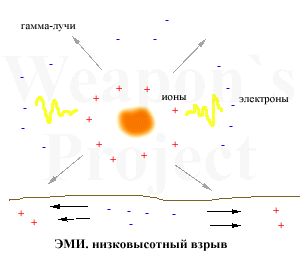 гамма-лучи
Weapon`s
ионы
электроны
Project
ЭМИ. низковысотный взрыв